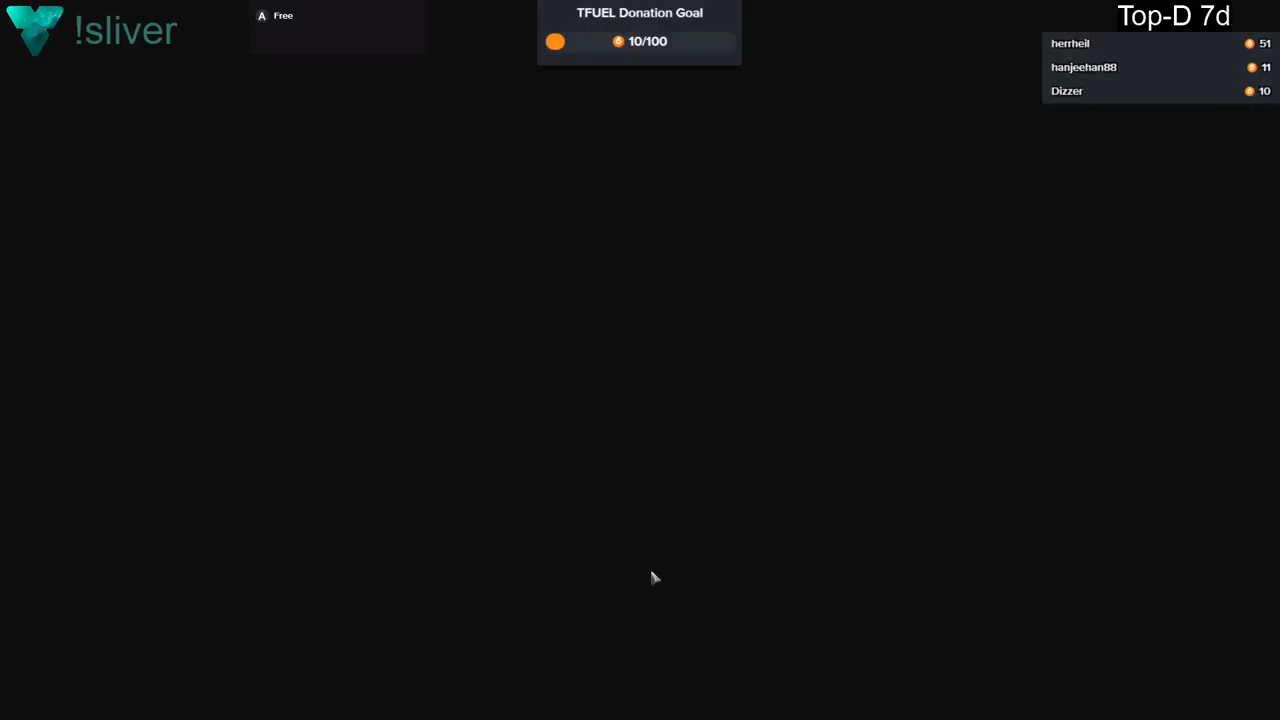 !sliver
A Free
TFUEL Donation Goal
10/100
Top-D 7d
herrheil 51
hanjeehan88 11
Dizzer 10